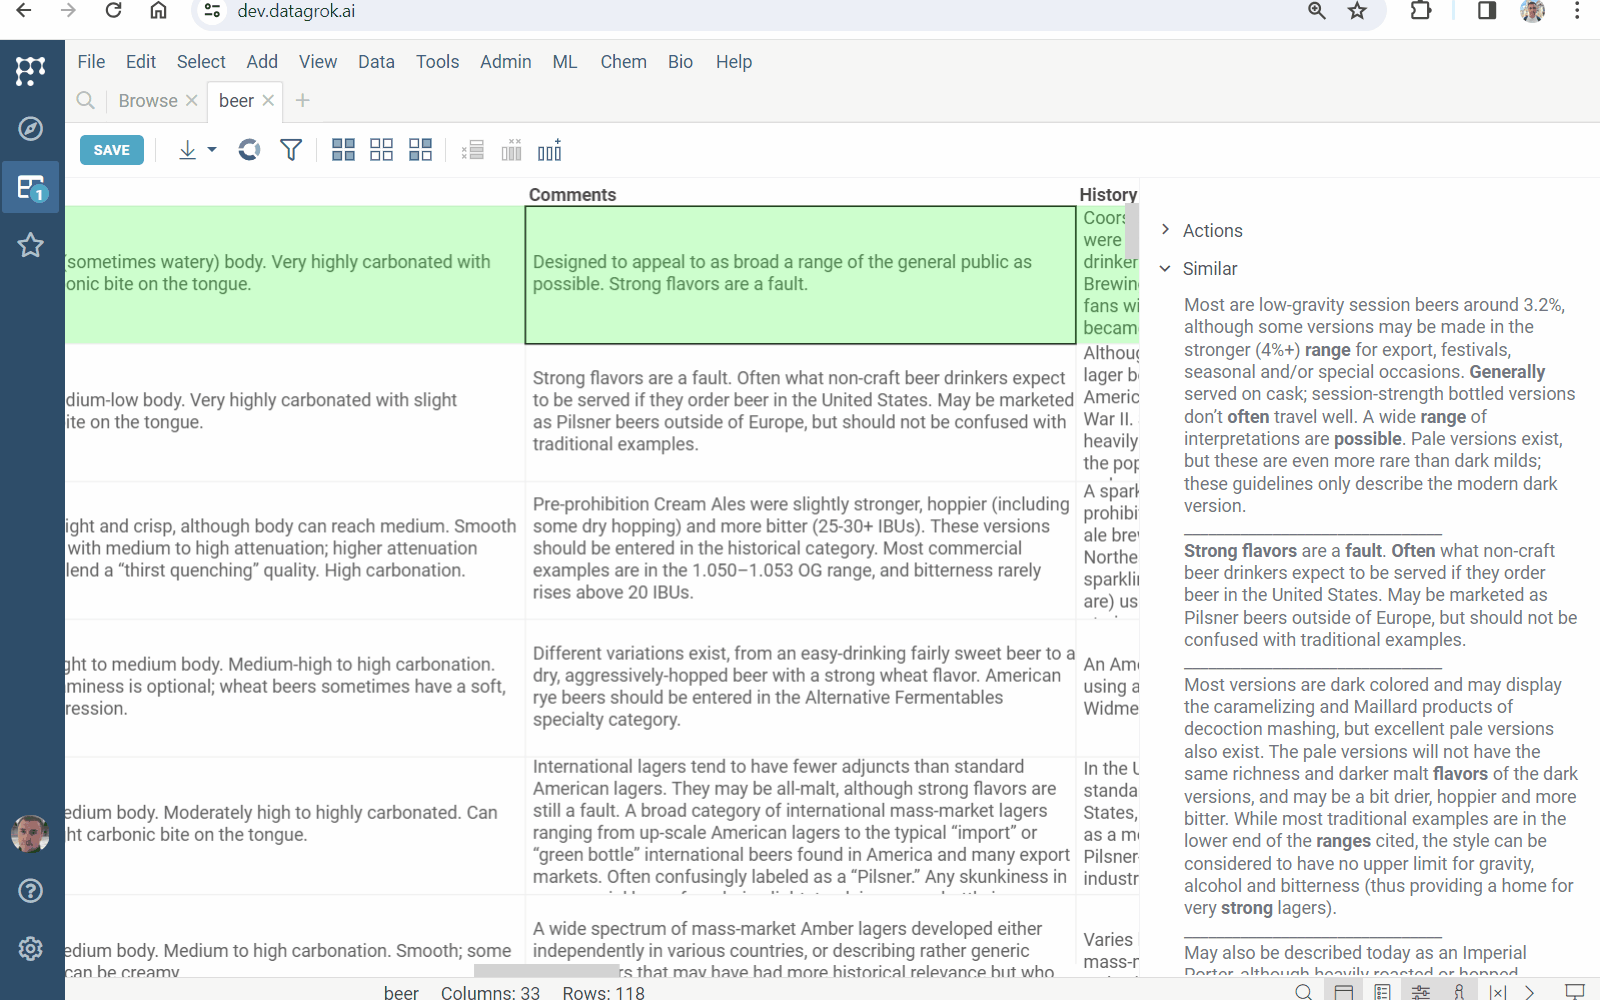 dev.datagrok.ai
File Edit Select Add View Data Tools Admin ML Chem Bio Help
Browse beer
SAVE
1
Comments
History
(sometimes watery) body. Very highly carbonated with
onic bite on the tongue.
Designed to appeal to as broad a range of the general public as
possible. Strong flavors are a fault.
Coors
were
drinker
Brewin
fans wi
becam
dium-low body. Very highly carbonated with slight
ite on the tongue.
Strong flavors are a fault. Often what non-craft beer drinkers expect
to be served if they order beer in the United States. May be marketed
as Pilsner beers outside of Europe, but should not be confused with
traditional examples.
Althoug
lager be
Americ
War II.
heavily
the pop
ight and crisp, although body can reach medium. Smooth
with medium to high attenuation; higher attenuation
lend a “thirst quenching” quality. High carbonation.
Pre-prohibition Cream Ales were slightly stronger, hoppier (including
some dry hopping) and more bitter (25-30+ IBUs). These versions
should be entered in the historical category. Most commercial
examples are in the 1.050–1.053 OG range, and bitterness rarely
rises above 20 IBUs.
A spark
prohibit
ale brew
Northe
sparklin
are) us
ght to medium body. Medium-high to high carbonation.
aminess is optional; wheat beers sometimes have a soft,
ression.
Different variations exist, from an easy-drinking fairly sweet beer to a
dry, aggressively-hopped beer with a strong wheat flavor. American
rye beers should be entered in the Alternative Fermentables
specialty category.
An Ame
using a
Widme
edium body. Moderately high to highly carbonated. Can
ht carbonic bite on the tongue.
International lagers tend to have fewer adjuncts than standard
American lagers. They may be all-malt, although strong flavors are
still a fault. A broad category of international mass-market lagers
ranging from up-scale American lagers to the typical “import” or
“green bottle” international beers found in America and many export
markets. Often confusingly labeled as a “Pilsner.” Any skunkiness in
In the U
standa
States,
as a mo
Pilsner-
industr
edium body. Medium to high carbonation. Smooth; some
can be creamy
A wide spectrum of mass-market Amber lagers developed either
independently in various countries, or describing rather generic
rs that may have had more historical relevance but who
Varies
mass-m
Actions
Similar
Most are low-gravity session beers around 3.2%,
although some versions may be made in the
stronger (4%+) range for export, festivals,
seasonal and/or special occasions. Generally
served on cask; session-strength bottled versions
don’t often travel well. A wide range of
interpretations are possible. Pale versions exist,
but these are even more rare than dark milds;
these guidelines only describe the modern dark
version.
Strong flavors are a fault. Often what non-craft
beer drinkers expect to be served if they order
beer in the United States. May be marketed as
Pilsner beers outside of Europe, but should not be
confused with traditional examples.
Most versions are dark colored and may display
the caramelizing and Maillard products of
decoction mashing, but excellent pale versions
also exist. The pale versions will not have the
same richness and darker malt flavors of the dark
versions, and may be a bit drier, hoppier and more
bitter. While most traditional examples are in the
lower end of the ranges cited, the style can be
considered to have no upper limit for gravity,
alcohol and bitterness (thus providing a home for
very strong lagers).
May also be described today as an Imperial
Porter, although heavily roasted or hopped
beer Columns: 33 Rows: 118